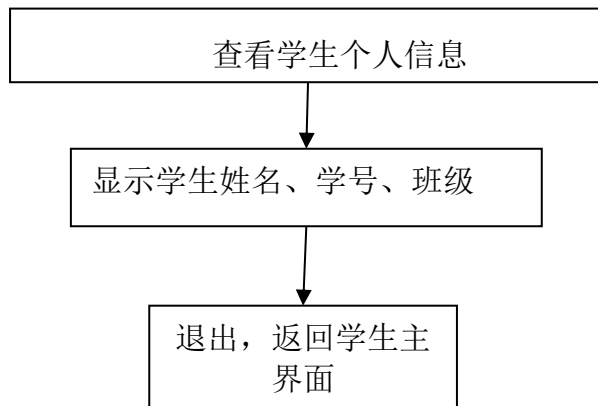 查看学生个人信息
显示学生姓名、学号、班级
退出，返回学生主
界面